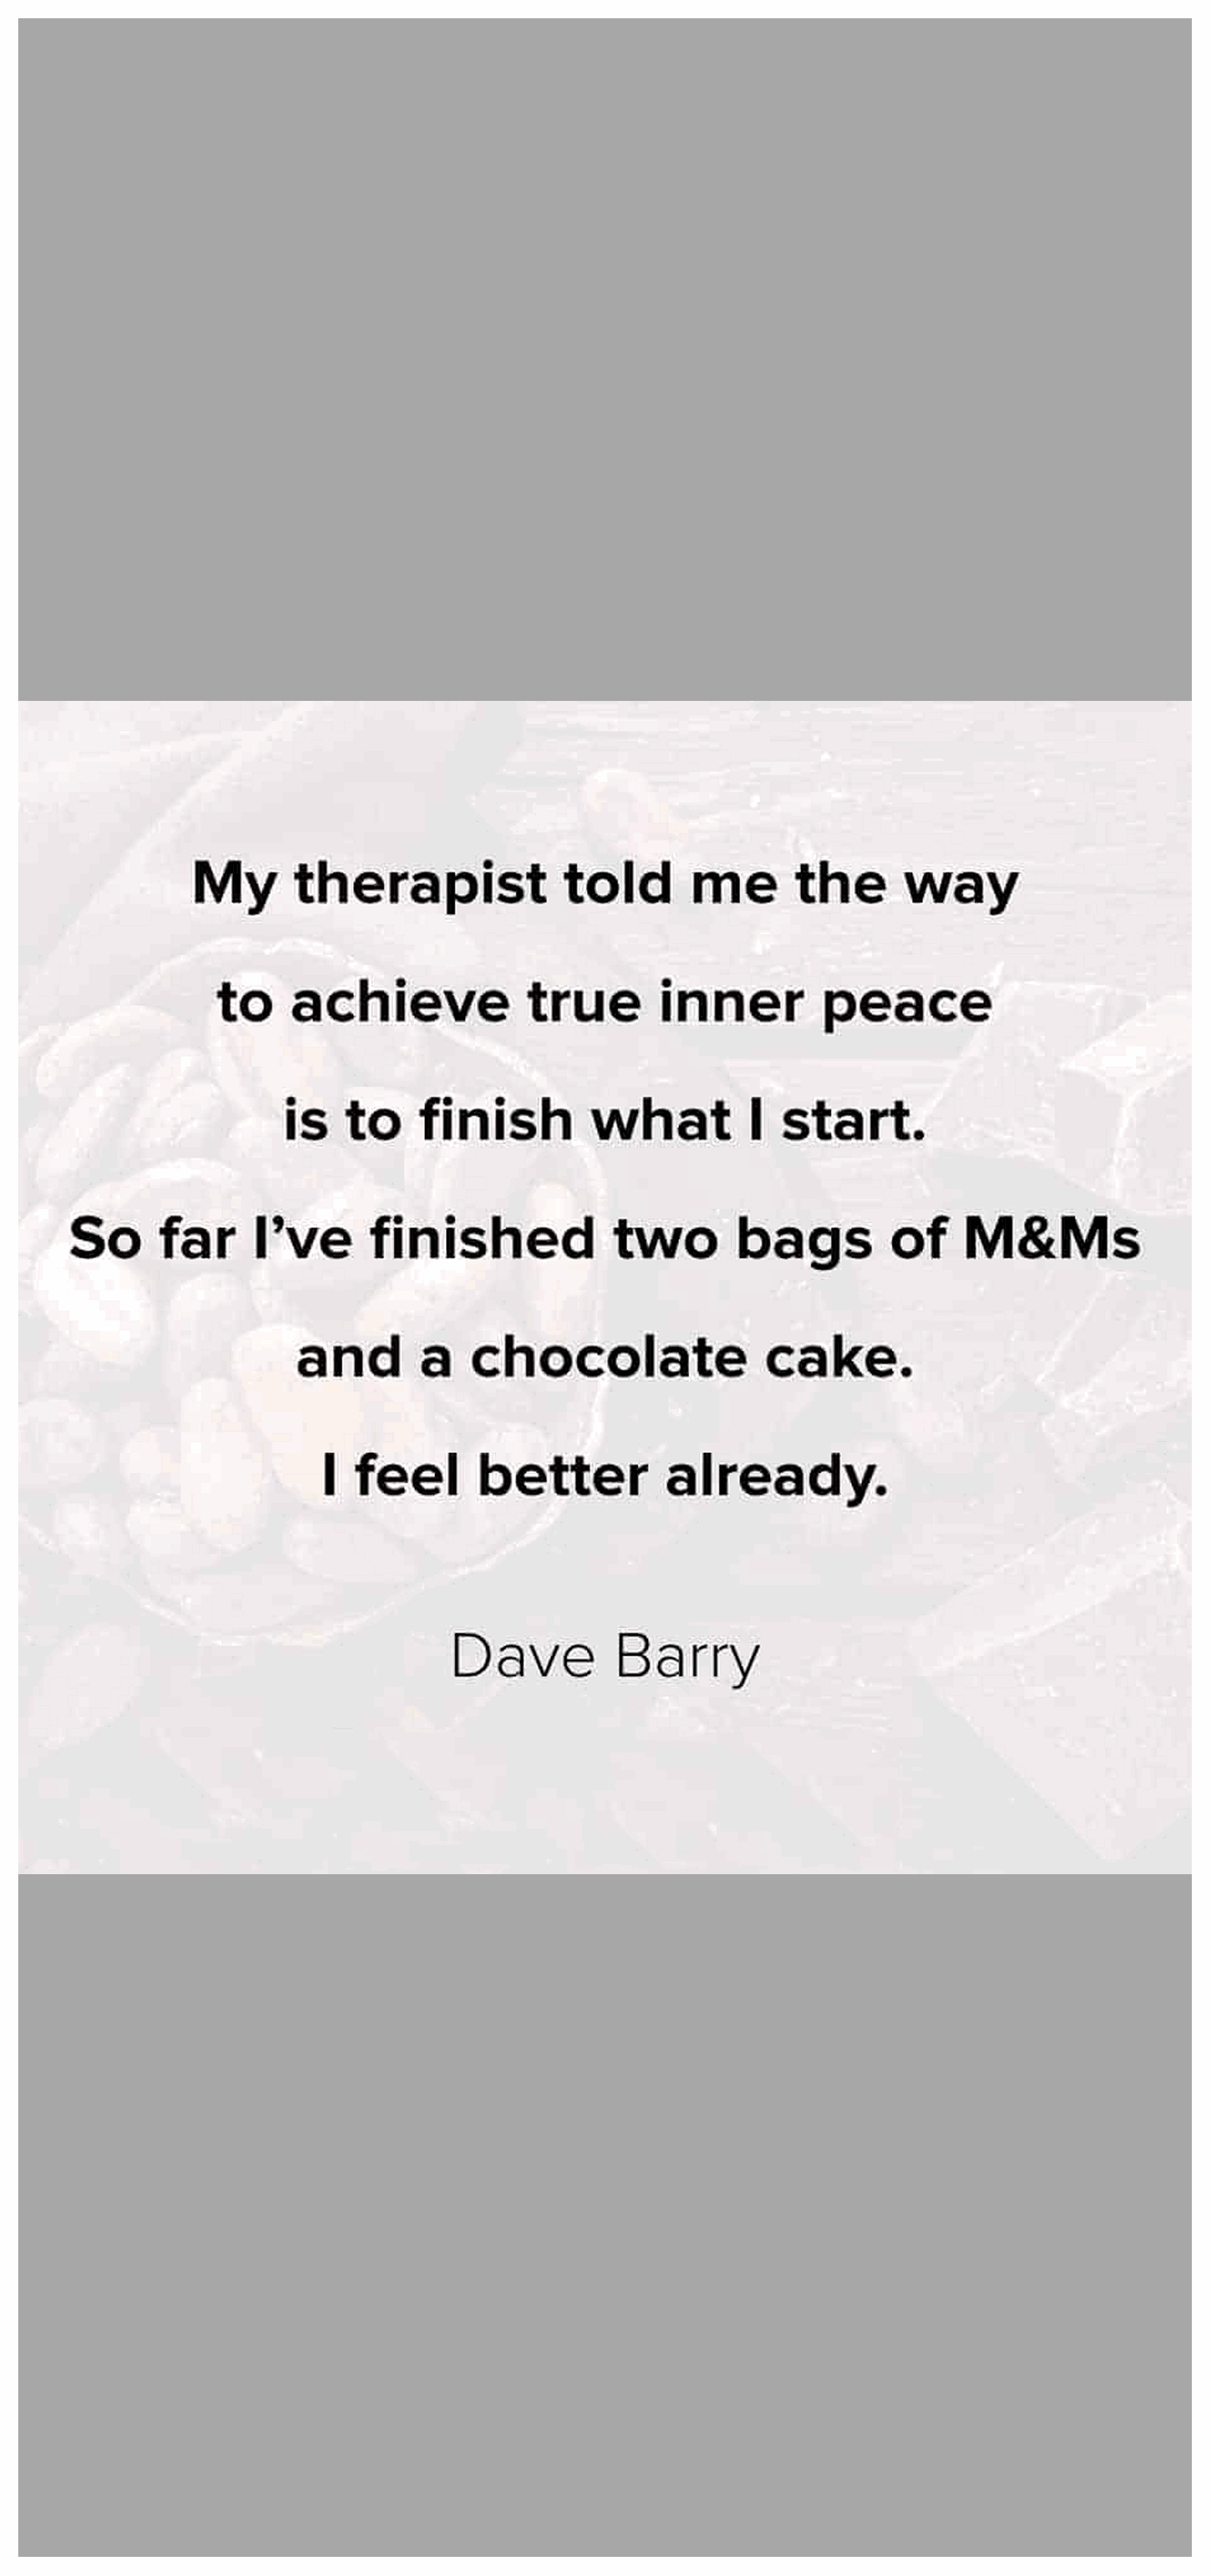 My therapist told me the way
to achieve true inner peace
is to finish what I start.
So far I’ve finished two bags of M&Ms
and a chocolate cake.
I feel better already.
Dave Barry